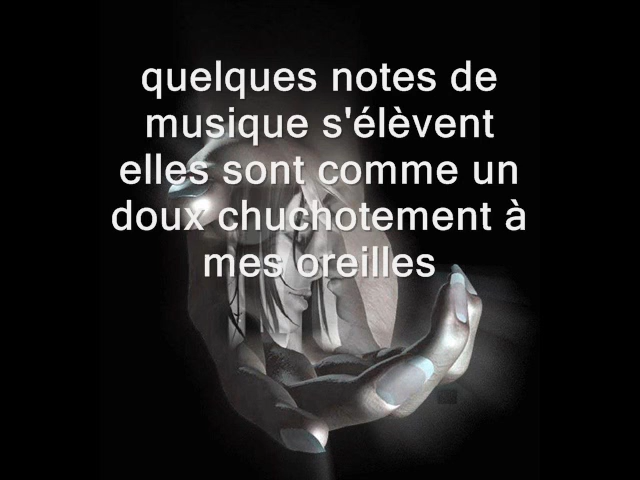 quelques notes de
musique s'élèvent
elles sont comme un
doux chuchotement à
mes oreilles